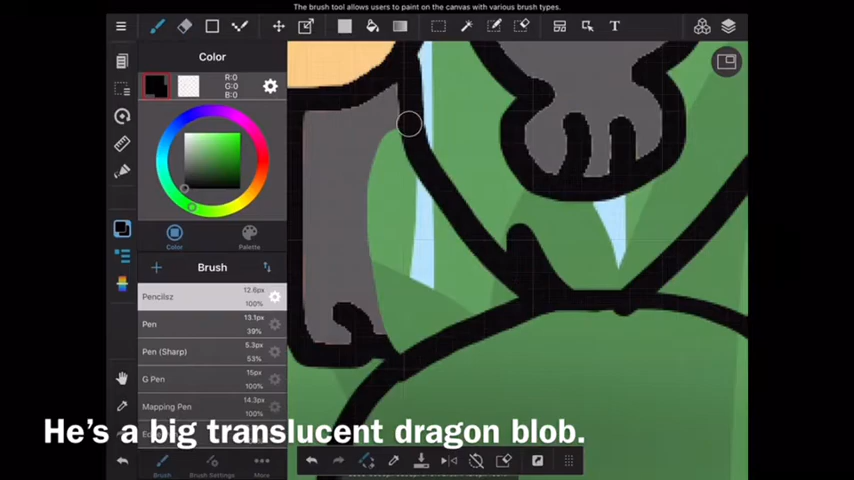 The brush tool allows users to paint on the canvas with various brush types.
T
Color
R:0
G:0
B:0
Color
Palette
Brush
Pencilsz
12.6px
100%
Pen
13.1px
39%
Pen (Sharp)
5.3px
53%
G Pen
15px
100%
Mapping Pen
14.3px
100%
He's a big translucent dragon blob.
Brush
Brush Settings
More